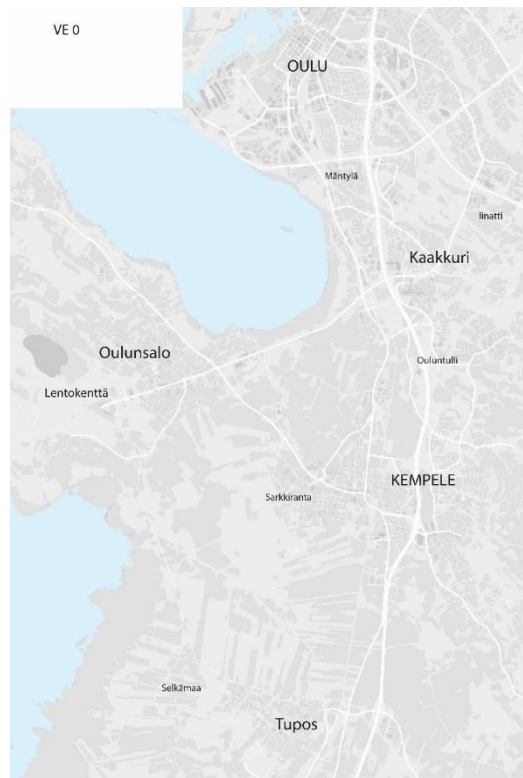 VE 0
OULU
Mäntylä
Iinatti
Kaakkuri
Oulunsalo
Ouluntulli
Lentokenttä
KEMPELE
Sarkkiranta
Selkämaa
Tupos